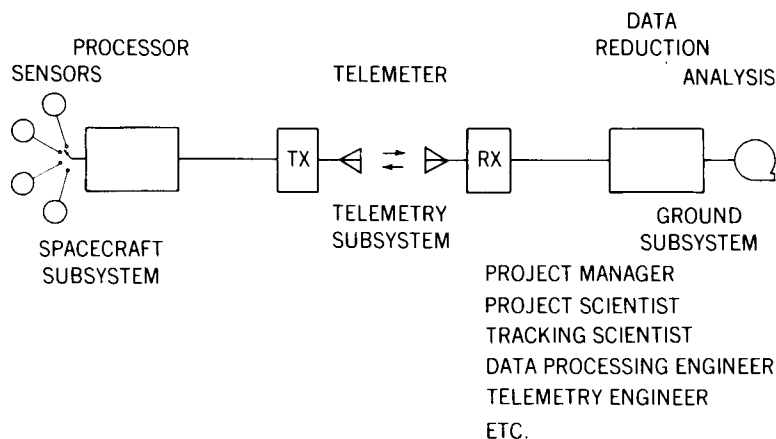 DATA
PROCESSOR
REDUCTION
SENSORS
TELEMETER
ANALYSIS
TX
RX
SPACECRAFT
SUBSYSTEM
TELEMETRY
SUBSYSTEM
GROUND
SUBSYSTEM
PROJECT MANAGER
PROJECT SCIENTIST
TRACKING SCIENTIST
DATA PROCESSING ENGINEER
TELEMETRY ENGINEER
ETC.